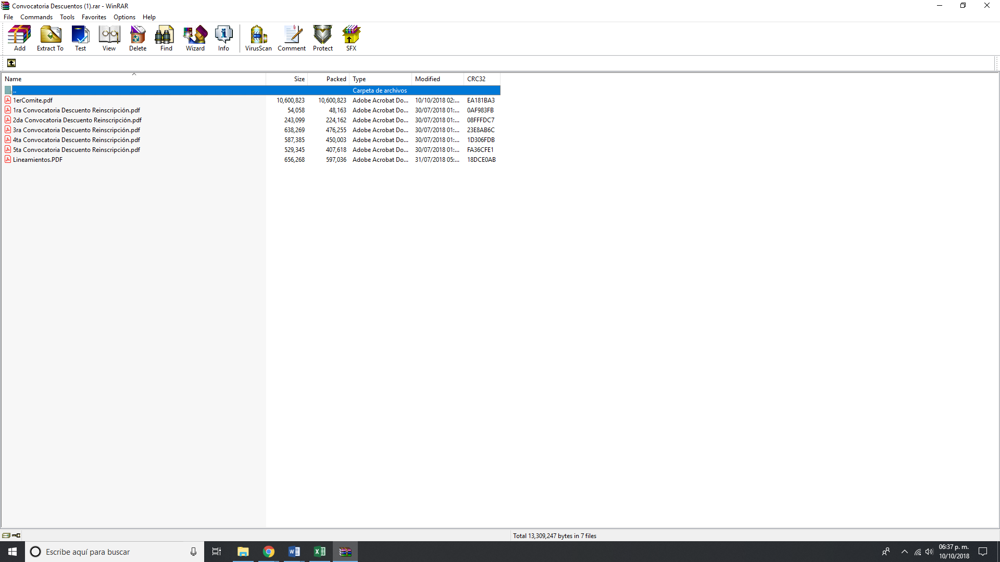 Convocatoria Descuentos (1).rar - WinRAR
File Commands Tools Favorites Options Help
Add Extract To Test View Delete Find Wizard Info VirusScan Comment Protect SFX
Name Size Packed Type Modified CRC32
.. Carpeta de archivos
1erComite.pdf 10,600,823 10,600,823 Adobe Acrobat Do... 10/10/2018 02:... EA181BA3
1ra Convocatoria Descuento Reinscripción.pdf 54,058 48,163 Adobe Acrobat Do... 30/07/2018 01:... 0AF983FB
2da Convocatoria Descuento Reinscripción.pdf 243,099 224,162 Adobe Acrobat Do... 30/07/2018 01:... 08FFFDC7
3ra Convocatoria Descuento Reinscripción.pdf 638,269 476,255 Adobe Acrobat Do... 30/07/2018 01:... 23E8AB6C
4ta Convocatoria Descuento Reinscripción.pdf 587,385 450,003 Adobe Acrobat Do... 30/07/2018 01:... 1D306FDB
5ta Convocatoria Descuento Reinscripción.pdf 529,345 407,618 Adobe Acrobat Do... 30/07/2018 01:... FA36CFE1
Lineamientos.PDF 656,268 597,036 Adobe Acrobat Do... 31/07/2018 05:... 18DCE0AB
Total 13,309,247 bytes in 7 files
Escribe aquí para buscar
06:37 p. m.
10/10/2018